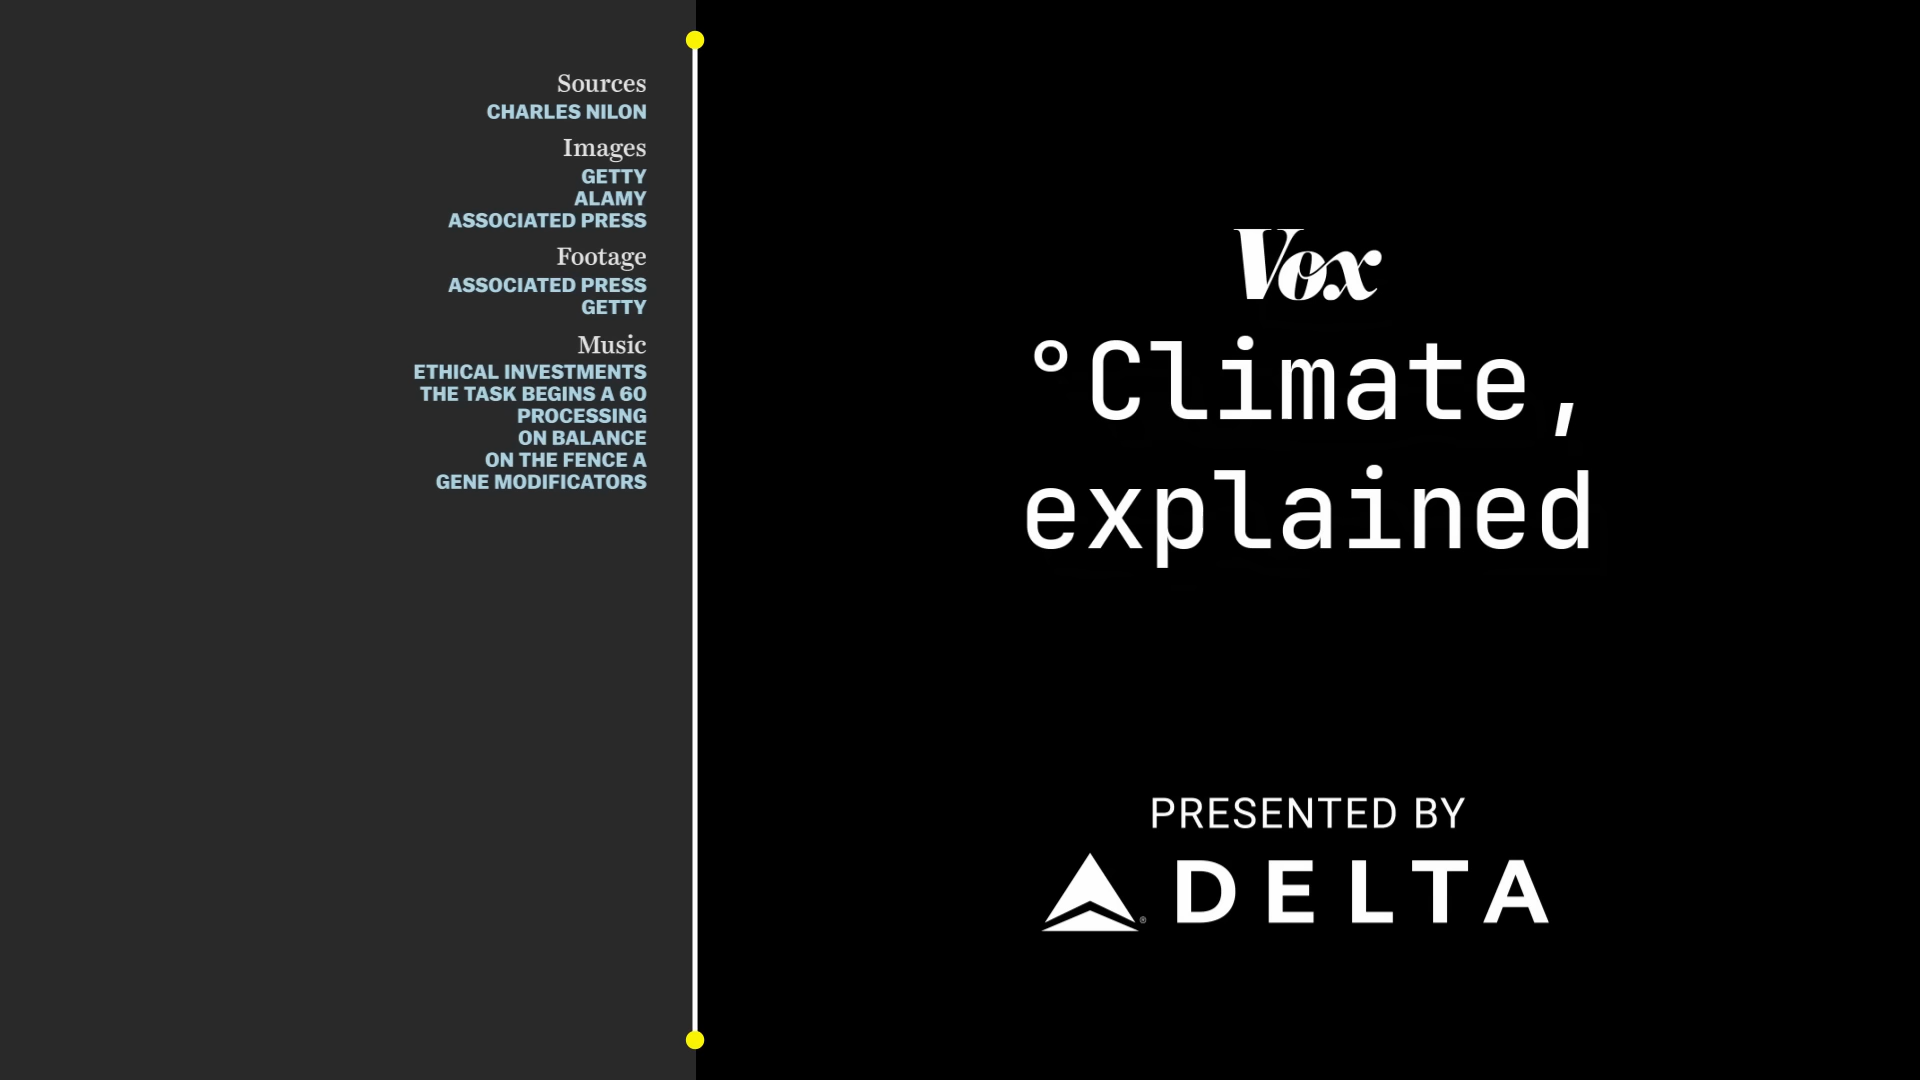 Sources
CHARLES NILON
Images
GETTY
ALAMY
ASSOCIATED PRESS
Footage
ASSOCIATED PRESS
GETTY
Music
ETHICAL INVESTMENTS
THE TASK BEGINS A 60
PROCESSING
ON BALANCE
ON THE FENCE A
GENE MODIFICATORS
Vox
°Climate,
explained
PRESENTED BY
® DELTA